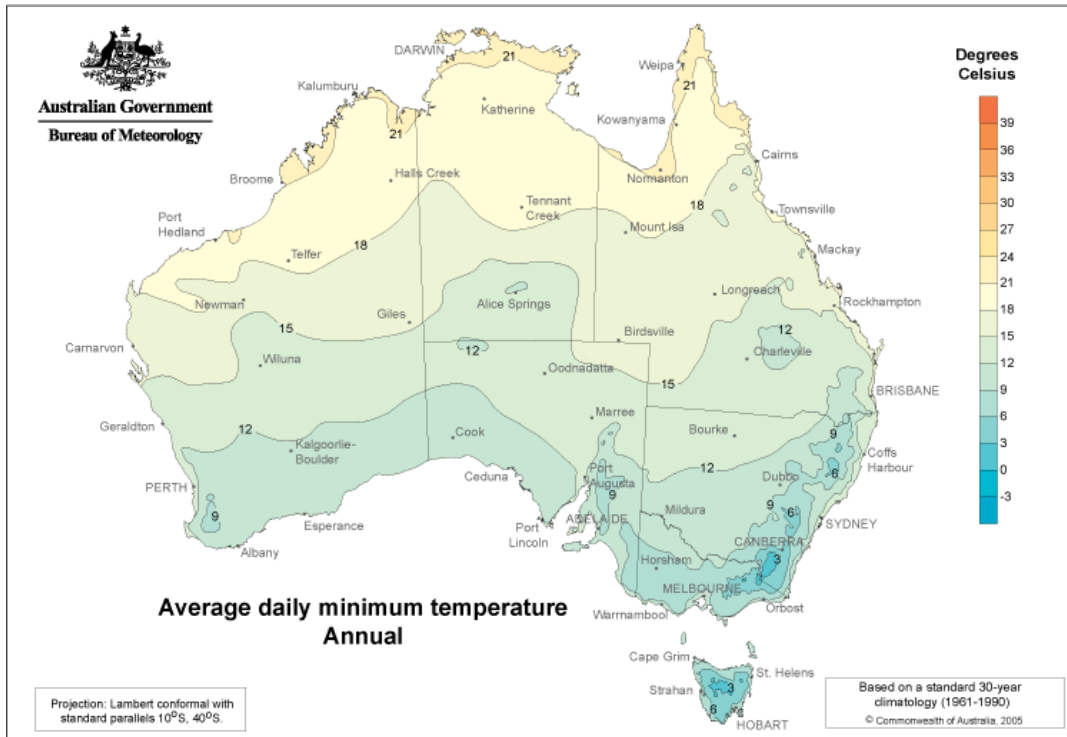 Australian Government
Bureau of Meteorology
DARWIN
21
Weipa
Degrees
Celsius
Kalumburu
Katherine
21
39
21
Kowanyama
36
33
Cairns
30
Broome
Halls Creek
Normanton
27
Tennant
Creek
18
Townsville
24
Port
Hedland
18
Mount Isa
21
Telfer
Mackay
18
Newman
Alice Springs
Longreach
Rockhampton
15
Giles
15
12
Carnarvon
12
Birdsville
12
Wiluna
Charleville
9
Oodnadatta
15
BRISBANE
6
Geraldton
12
Marree
3
Cook
Bourke
9
Coffs
Harbour
0
Kalgoorlie-
Boulder
12
-3
PERTH
Ceduna
Port
Augusta
Dubbo
6
9
9
9
6
Mildura
SYDNEY
Esperance
Port
Lincoln
ADELAIDE
CANBERRA
Albany
Horsham
3
3
MELBOURNE
Orbost
Warrnambool
Average daily minimum temperature
Annual
Cape Grim
St. Helens
Strahan
3
6
HOBART
Projection: Lambert conformal with
standard parallels 10°S, 40°S.
Based on a standard 30-year
climatology (1961-1990)
© Commonwealth of Australia, 2005